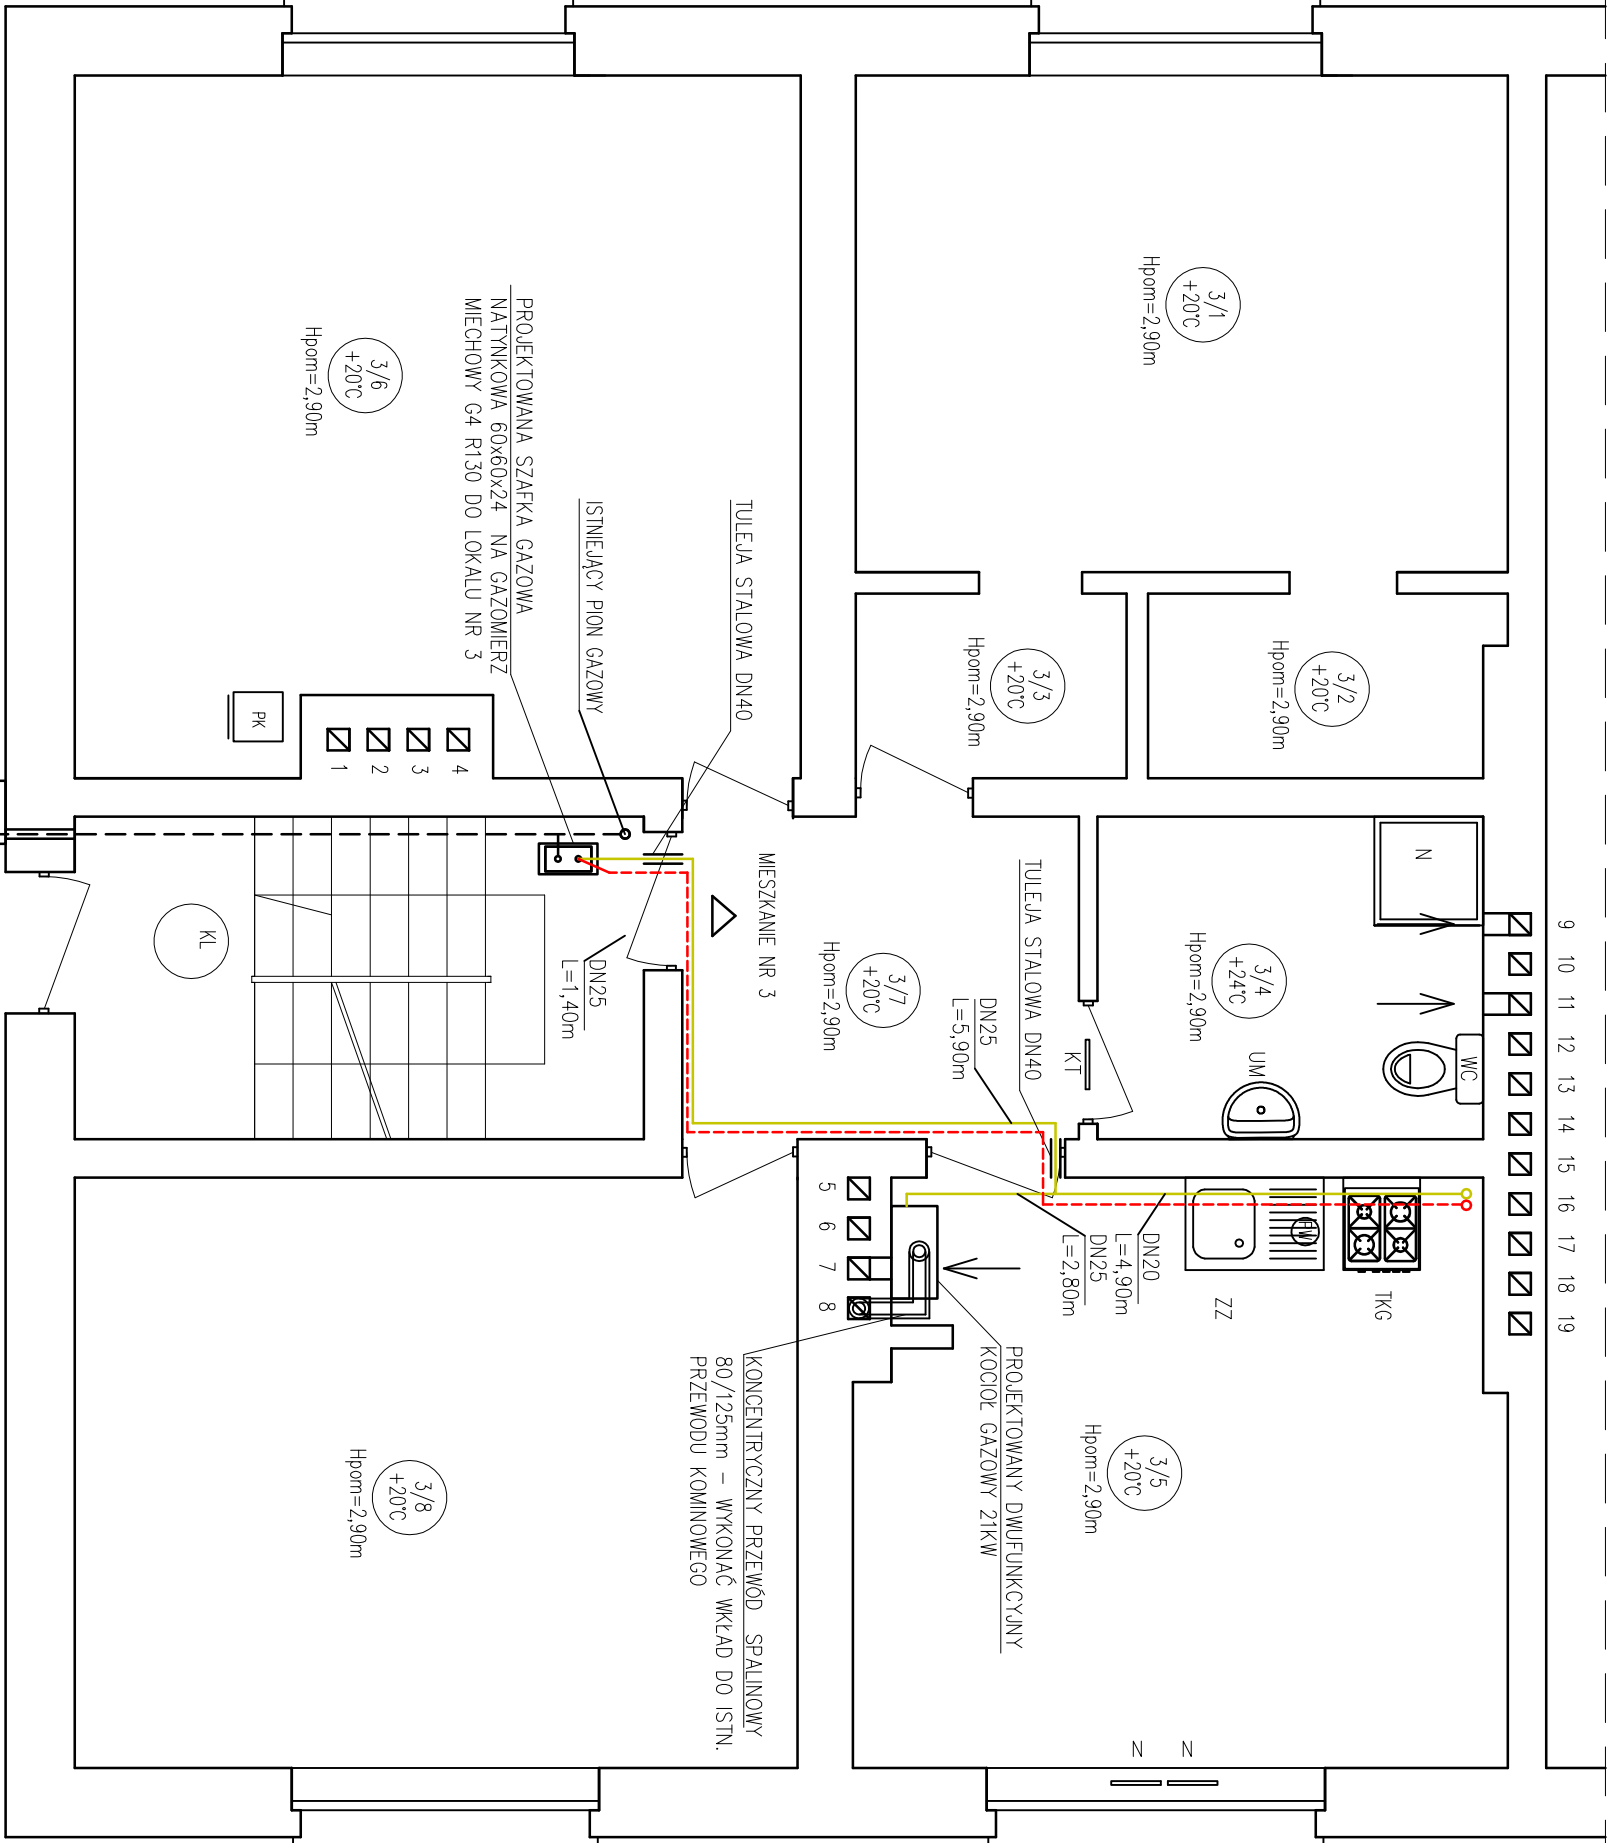 3/1
+20°C
Hpom=2,90m
3/2
+20°C
Hpom=2,90m
3/3
+20°C
Hpom=2,90m
3/6
+20°C
Hpom=2,90m
PROJEKTOWANA SZAFKA GAZOWA
NATYNKOWA 60x60x24 NA GAZOMIERZ
MIECHOWY G4 R130 DO LOKALU NR 3
ISTNIEJĄCY PION GAZOWY
TULEJA STALOWA DN40
PK
1
2
3
4
KL
DN25
L=1,40m
MIESZKANIE NR 3
3/7
+20°C
Hpom=2,90m
DN25
L=5,90m
TULEJA STALOWA DN40
KT
3/4
+24°C
Hpom=2,90m
N
UM
WC
9
10
11
12
13
14
15
16
17
18
19
5
6
7
8
DN20
L=4,90m
DN25
L=2,80m
ZZ
TKG
PROJEKTOWANY DWUFUNKCYJNY
KOCIOŁ GAZOWY 21KW
KONCENTRYCZNY PRZEWÓD SPALINOWY
80/125mm - WYKONAĆ WKŁAD DO ISTN.
PRZEWODU KOMINOWEGO
3/5
+20°C
Hpom=2,90m
3/8
+20°C
Hpom=2,90m
N
N